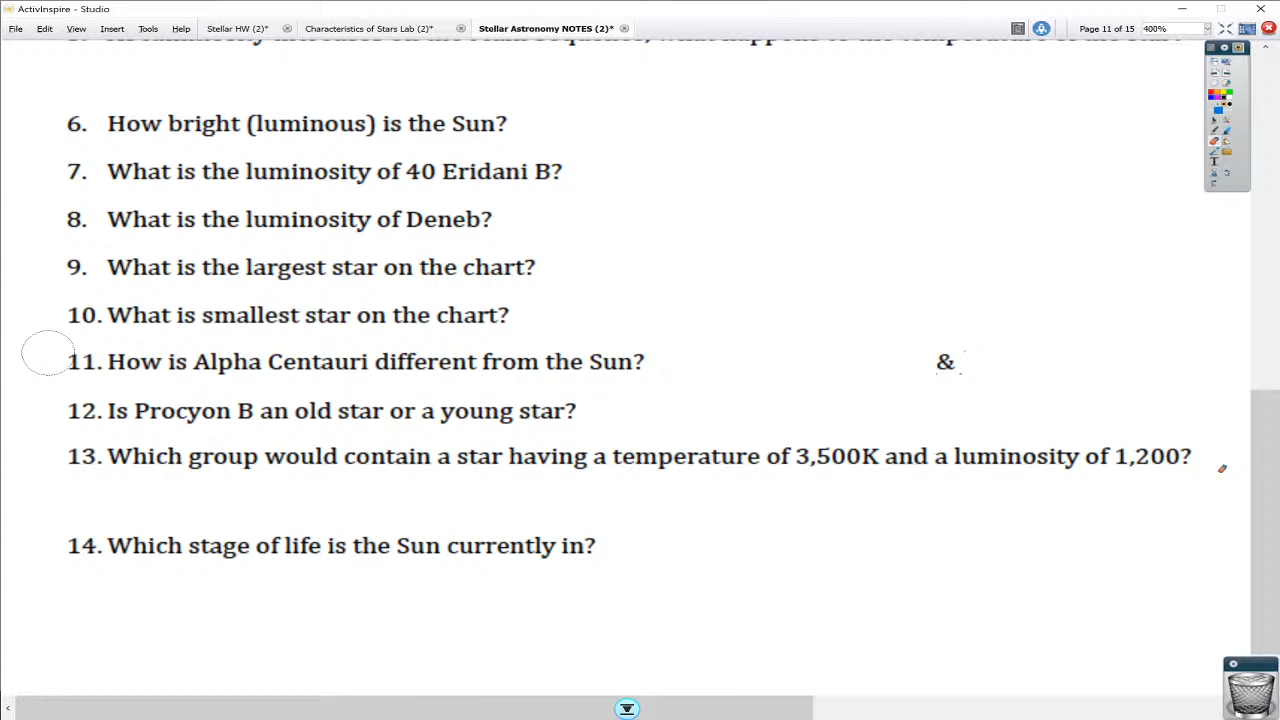 ActivInspire - Studio
File Edit View Insert Tools Help Stellar HW (2)* Characteristics of Stars Lab (2)* Stellar Astronomy NOTES (2)* Page 11 of 15 400%
6. How bright (luminous) is the Sun?
7. What is the luminosity of 40 Eridani B?
8. What is the luminosity of Deneb?
9. What is the largest star on the chart?
10. What is smallest star on the chart?
11. How is Alpha Centauri different from the Sun? &
12. Is Procyon B an old star or a young star?
13. Which group would contain a star having a temperature of 3,500K and a luminosity of 1,200?
14. Which stage of life is the Sun currently in?